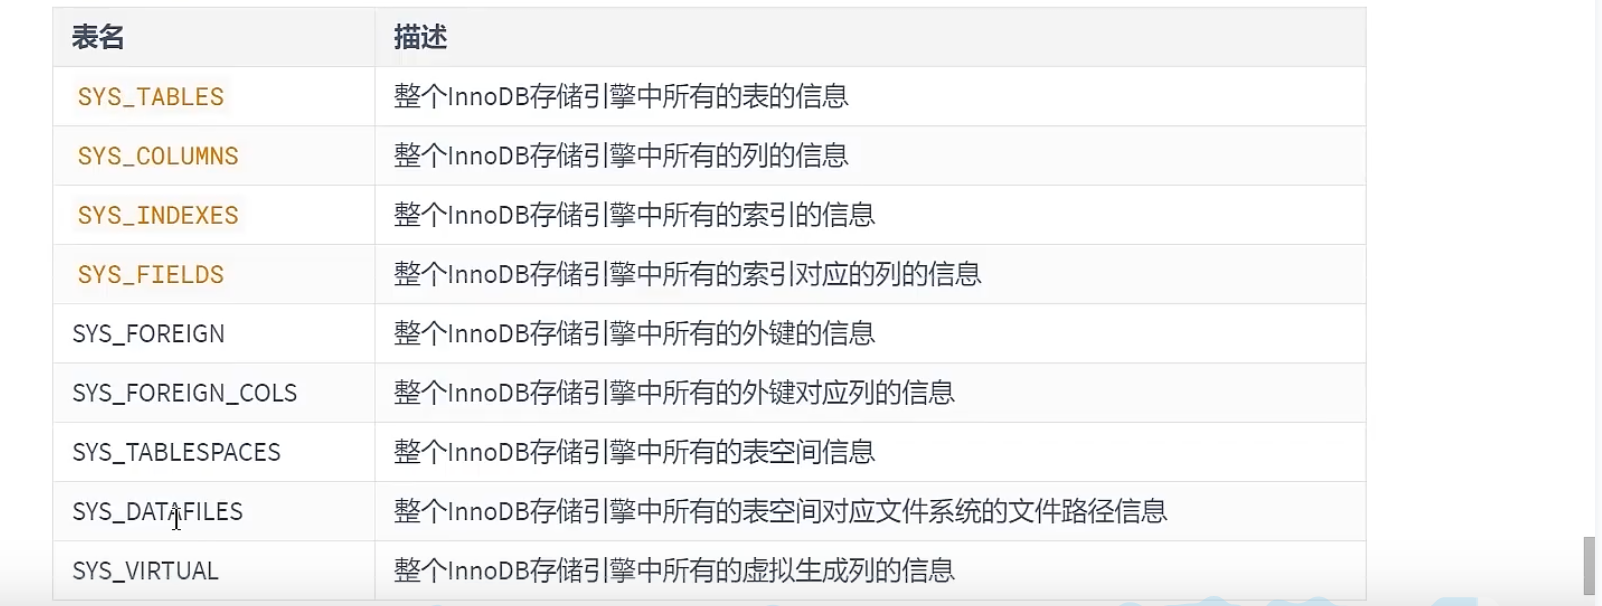 表名 描述
SYS_TABLES 整个InnoDB存储引擎中所有的表的信息
SYS_COLUMNS 整个InnoDB存储引擎中所有的列的信息
SYS_INDEXES 整个InnoDB存储引擎中所有的索引的信息
SYS_FIELDS 整个InnoDB存储引擎中所有的索引对应的列的信息
SYS_FOREIGN 整个InnoDB存储引擎中所有的外键的信息
SYS_FOREIGN_COLS 整个InnoDB存储引擎中所有的外键对应列的信息
SYS_TABLESPACES 整个InnoDB存储引擎中所有的表空间信息
SYS_DATAFILES 整个InnoDB存储引擎中所有的表空间对应文件系统的文件路径信息
SYS_VIRTUAL 整个InnoDB存储引擎中所有的虚拟生成列的信息